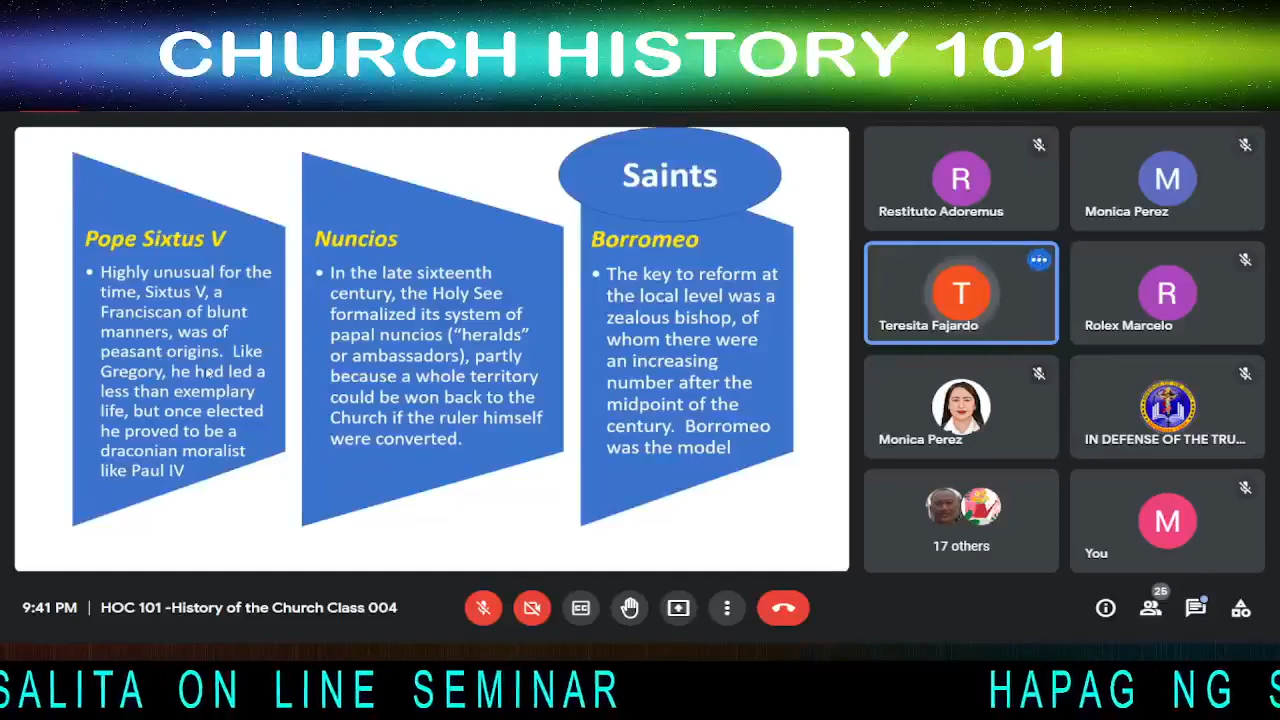 CHURCH HISTORY 101
Pope Sixtus V
• Highly unusual for the
time, Sixtus V, a
Franciscan of blunt
manners, was of
peasant origins. Like
Gregory, he had led a
less than exemplary
life, but once elected
he proved to be a
draconian moralist
like Paul IV
Nuncios
• In the late sixteenth
century, the Holy See
formalized its system of
papal nuncios (“heralds”
or ambassadors), partly
because a whole territory
could be won back to the
Church if the ruler himself
were converted.
Saints
Borromeo
• The key to reform at
the local level was a
zealous bishop, of
whom there were
an increasing
number after the
midpoint of the
century. Borromeo
was the model
R
Restituto Adoremus
M
Monica Perez
T
Teresita Fajardo
R
Rolex Marcelo
Monica Perez
IN DEFENSE OF THE TRU...
17 others
M
You
9:41 PM | HOC 101 -History of the Church Class 004
CC
25
SALITA ON LINE SEMINAR
HAPAG NG S